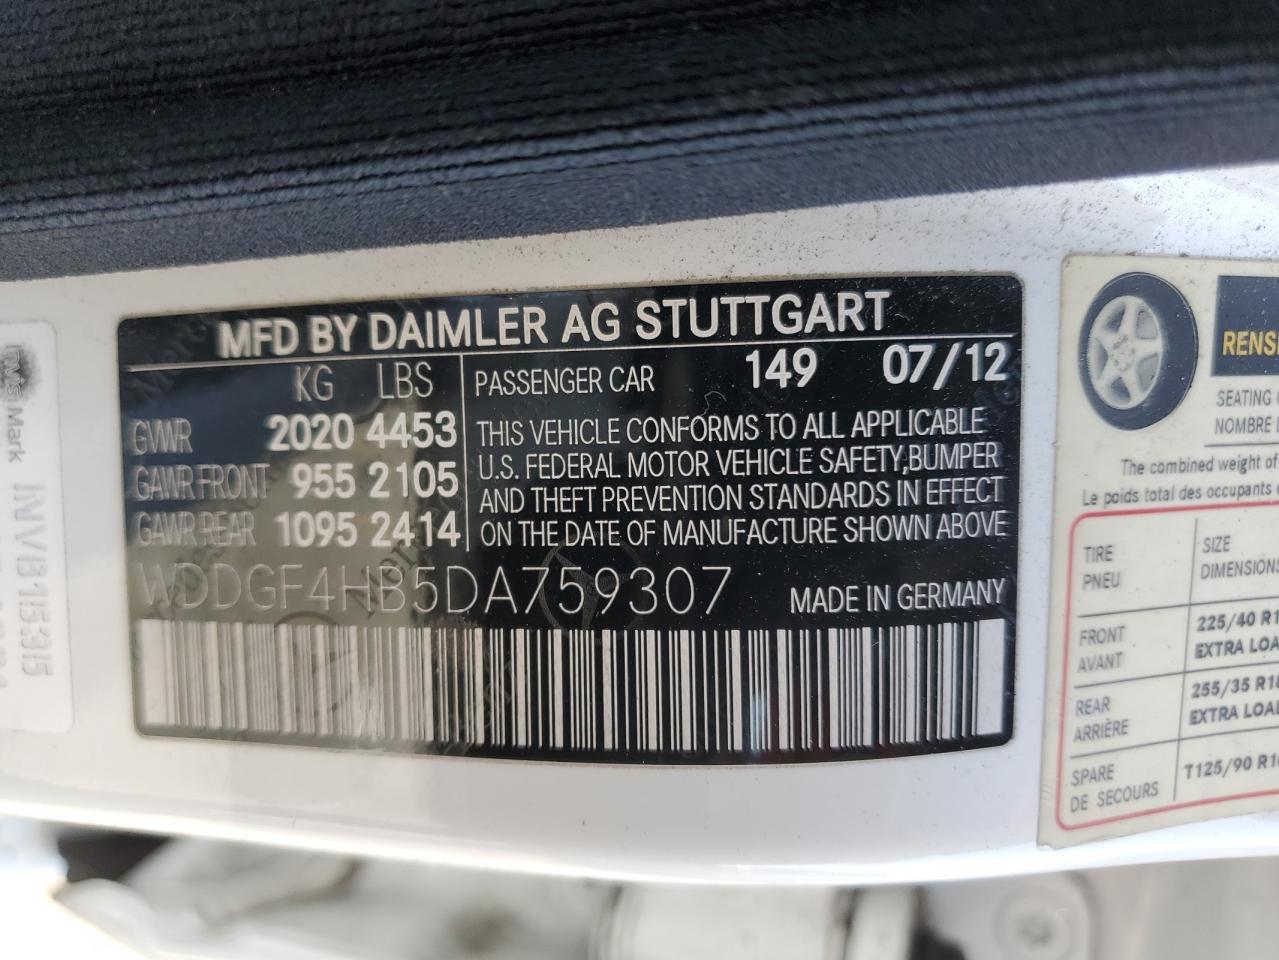 MFD BY DAIMLER AG STUTTGART
KG LBS
GVWR 2020 4453
GAWR FRONT 955 2105
GAWR REAR 1095 2414
PASSENGER CAR 149 07/12
THIS VEHICLE CONFORMS TO ALL APPLICABLE
U.S. FEDERAL MOTOR VEHICLE SAFETY,BUMPER
AND THEFT PREVENTION STANDARDS IN EFFECT
ON THE DATE OF MANUFACTURE SHOWN ABOVE
WDDGF4HB5DA759307 MADE IN GERMANY
SEATING
NOMBRE
The combined weight of
Le poids total des occupants
TIRE
PNEU
SIZE
DIMENSIONS
FRONT
AVANT
225/40
EXTRA
REAR
ARRIÈRE
255/35
EXTRA
SPARE
DE SECOURS
T125/90